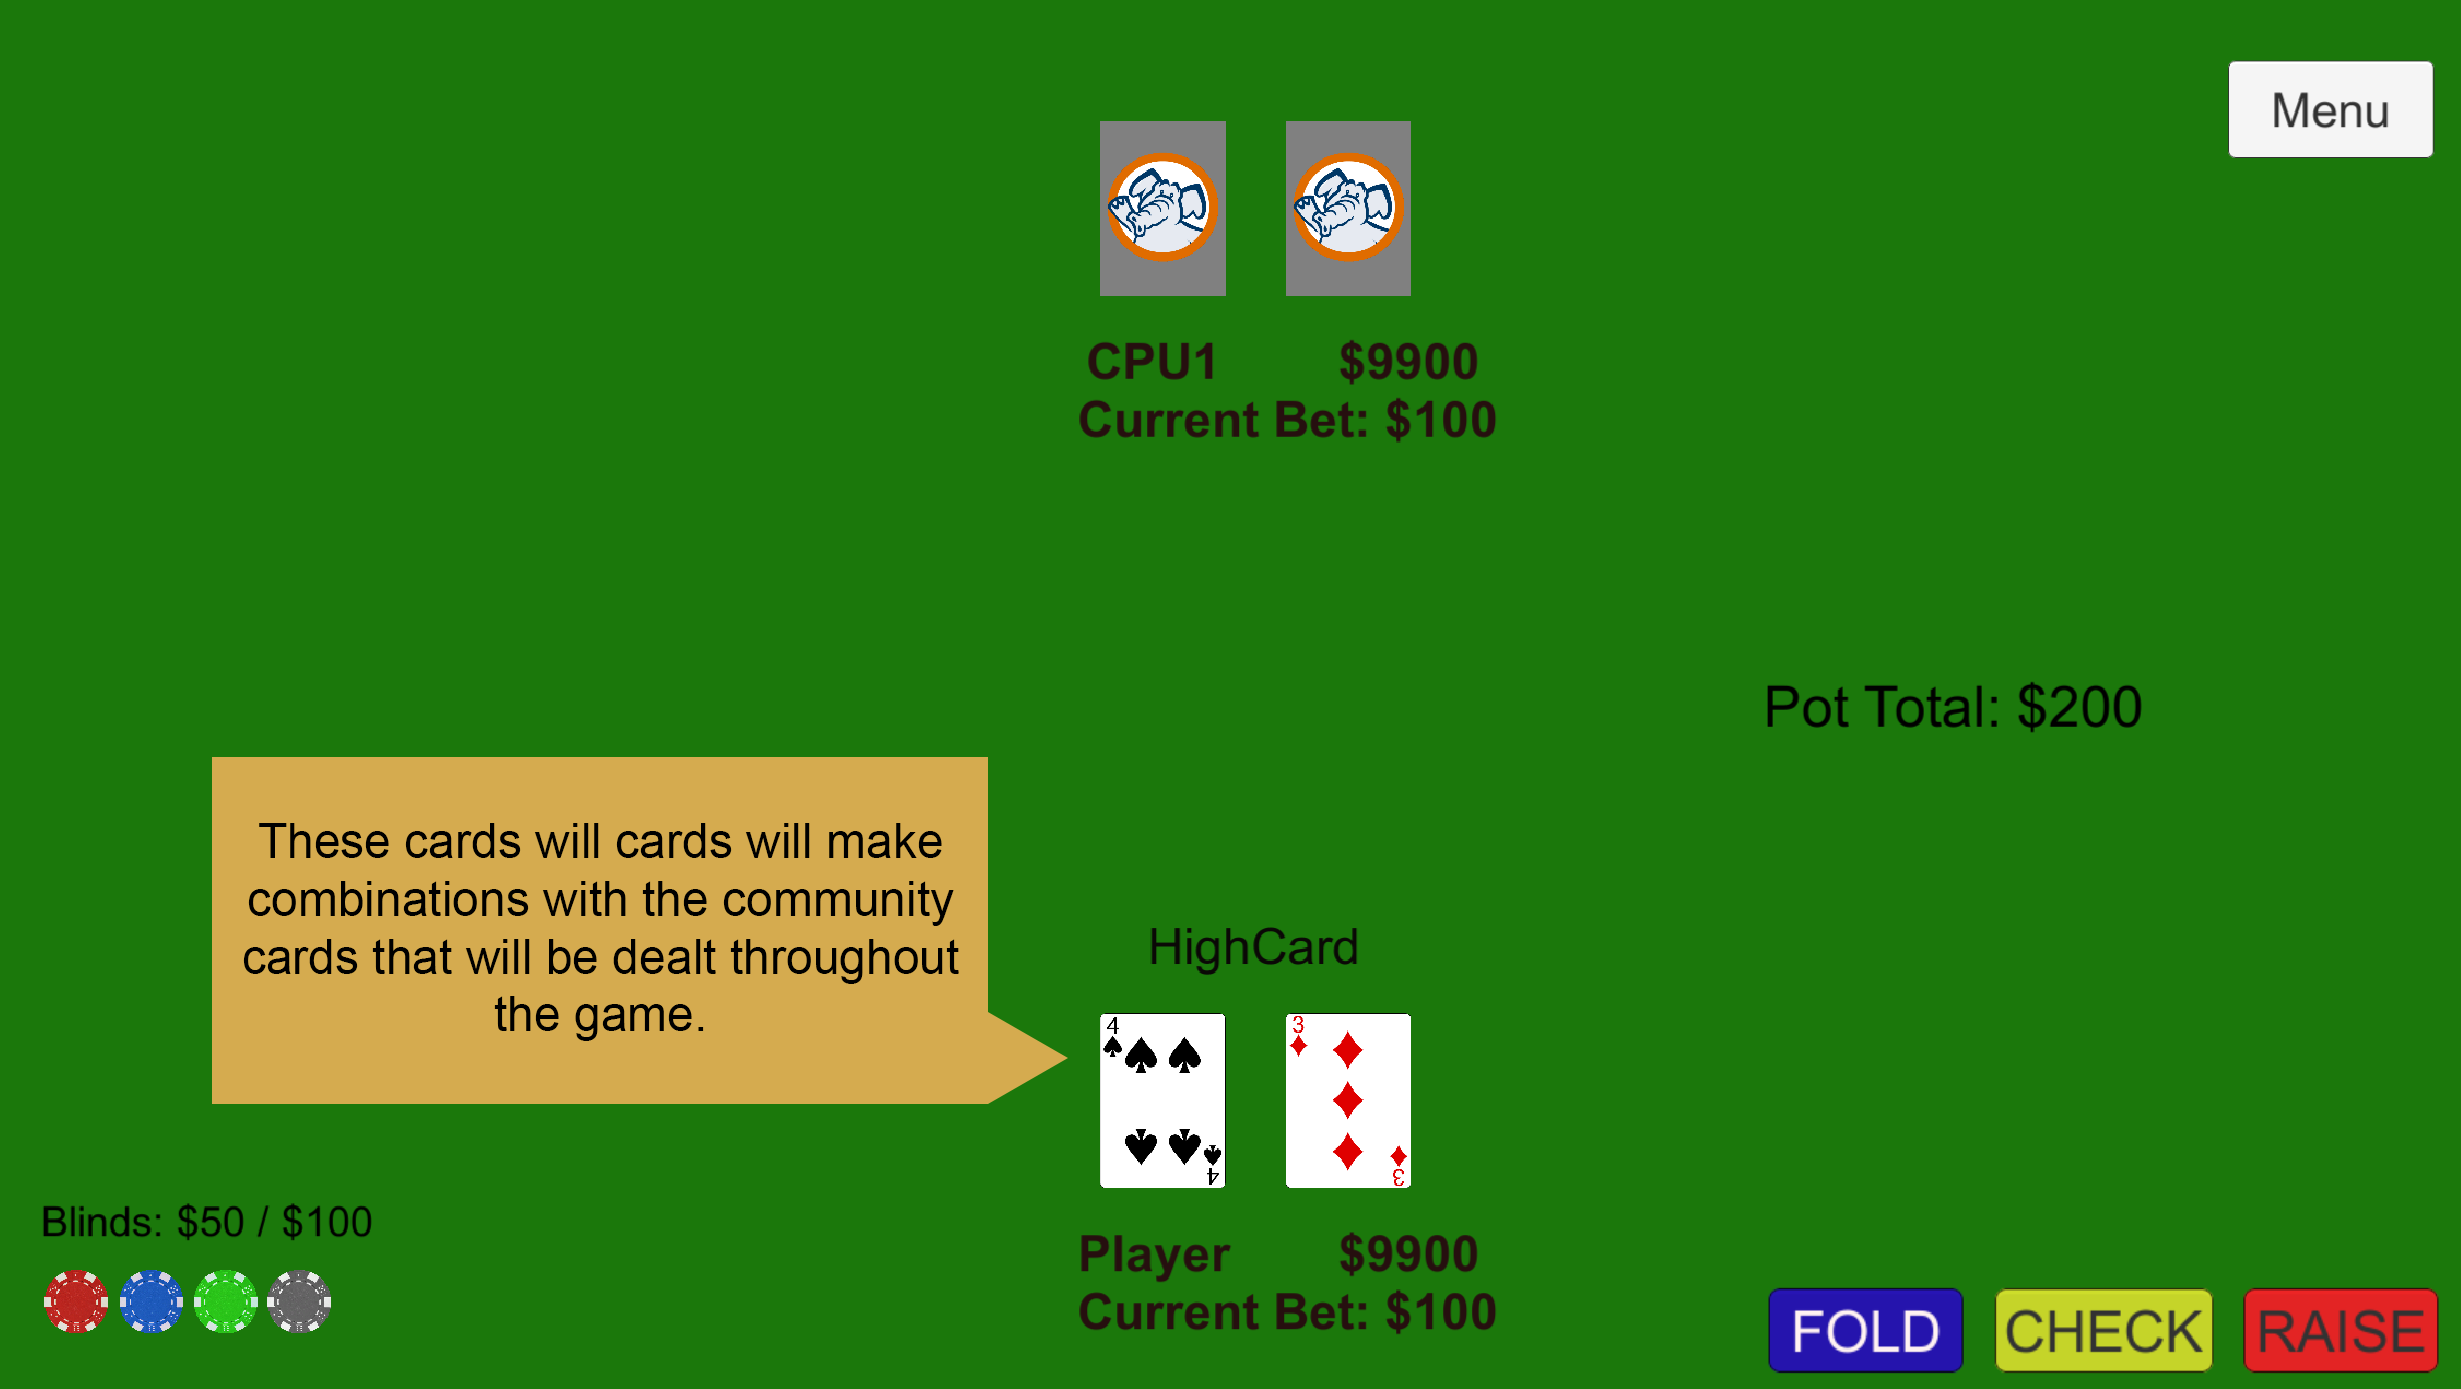 Menu
CPU1 $9900
Current Bet: $100
Pot Total: $200
These cards will cards will make
combinations with the community
cards that will be dealt throughout
the game.
HighCard
4
4
3
3
Blinds: $50 / $100
Player $9900
Current Bet: $100
FOLD CHECK RAISE